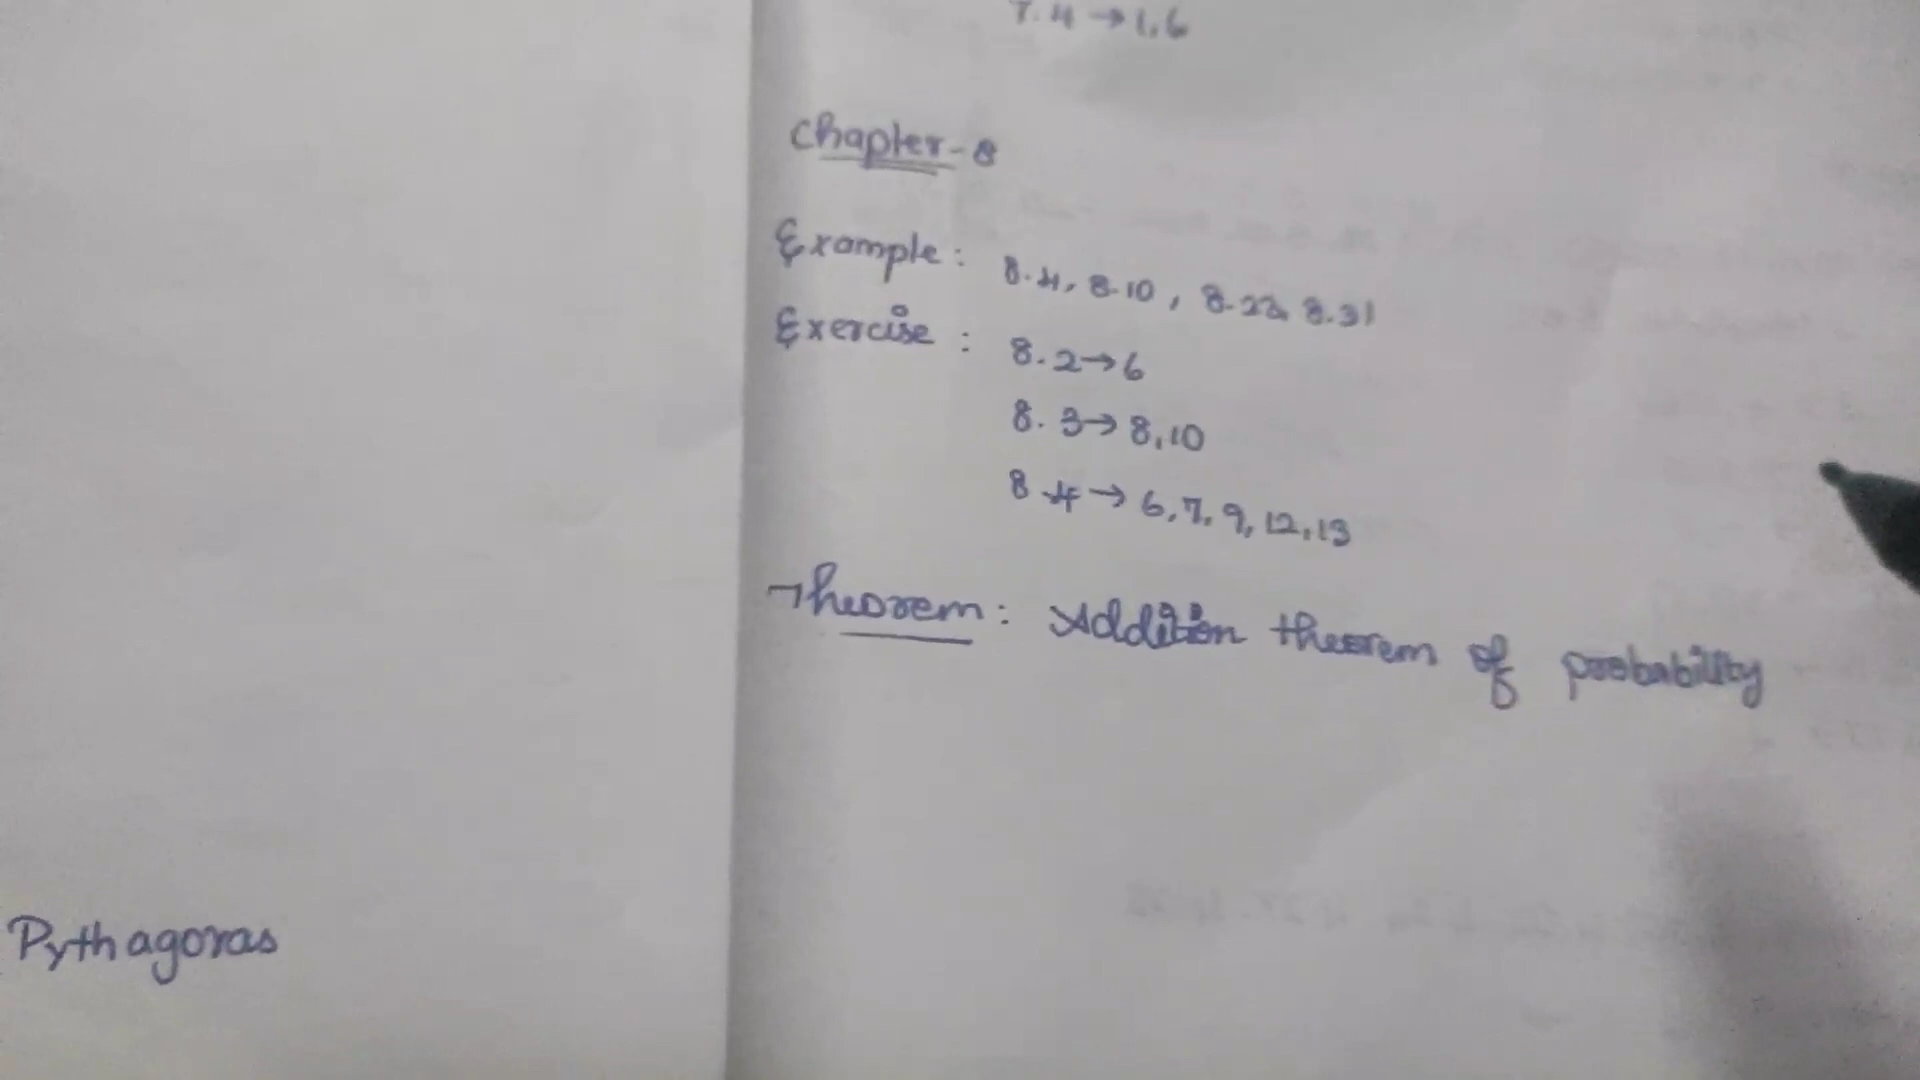 7.4 → 1,6
Chapter-8
Example: 8.4, 8.10, 8.23, 8.31
Exercise: 8.2→6
8.3→8,10
8.4→6,7,9,12,13
Theorem: Addition theorem of probability
Pythagoras